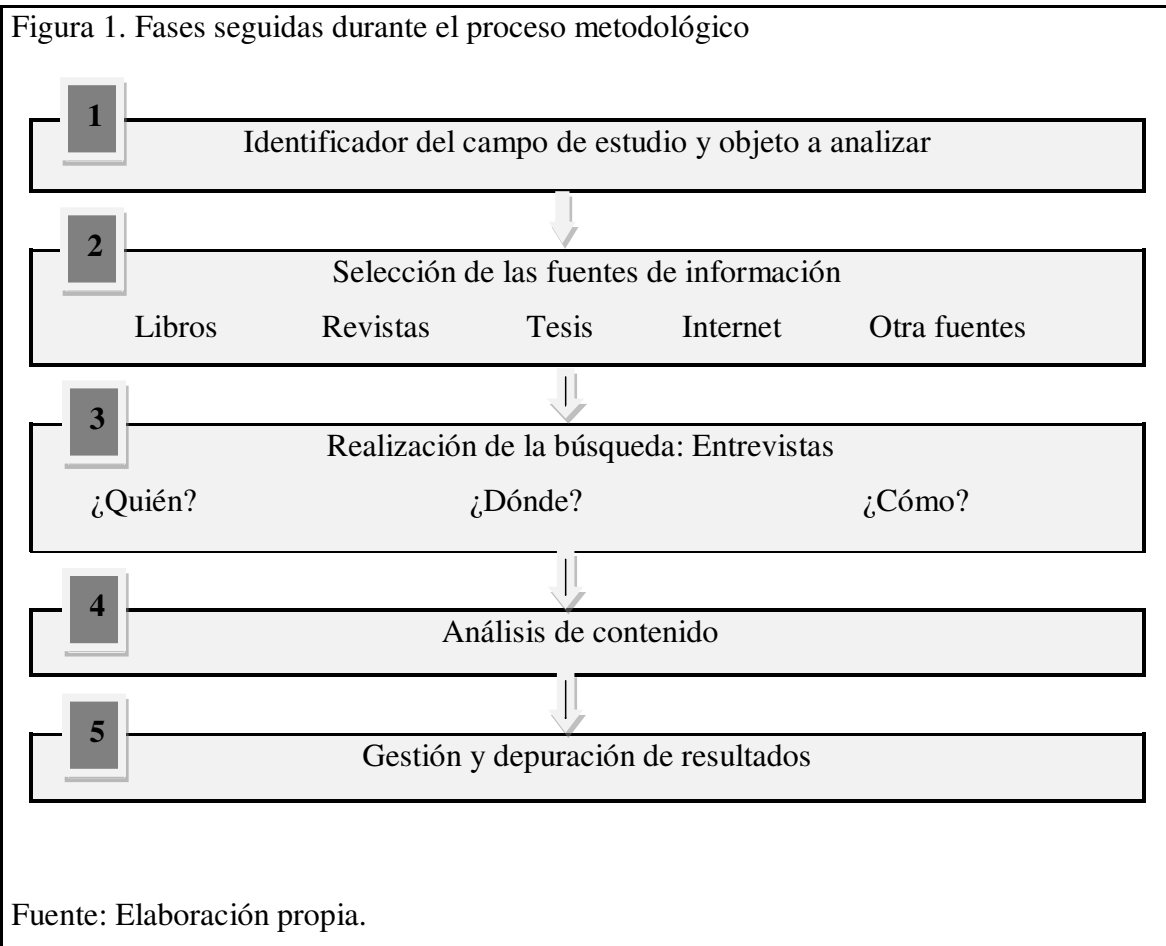 Figura 1. Fases seguidas durante el proceso metodológico
1
Identificador del campo de estudio y objeto a analizar
2
Selección de las fuentes de información
Libros Revistas Tesis Internet Otra fuentes
3
Realización de la búsqueda: Entrevistas
¿Quién? ¿Dónde? ¿Cómo?
4
Análisis de contenido
5
Gestión y depuración de resultados
Fuente: Elaboración propia.